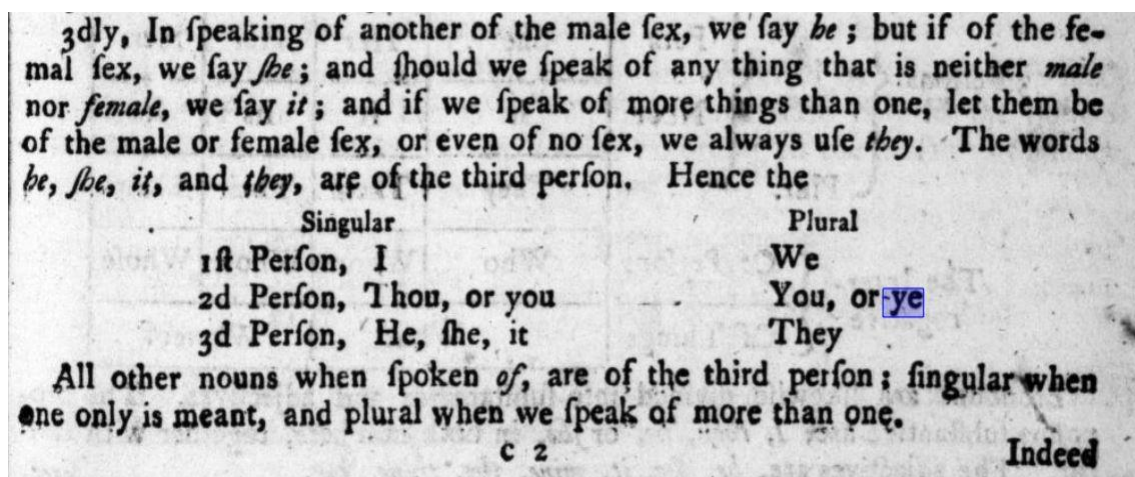 3dly, In ſpeaking of another of the male ſex, we ſay he ; but if of the fe-
mal ſex, we ſay ſhe ; and ſhould we ſpeak of any thing that is neither male
nor female, we ſay it ; and if we ſpeak of more things than one, let them be
of the male or female ſex, or even of no ſex, we always uſe they. The words
he, ſhe, it, and they, are of the third perſon. Hence the
Singular Plural
1ſt Perſon, I We
2d Perſon, Thou, or you You, or ye
3d Perſon, He, ſhe, it They
All other nouns when ſpoken of, are of the third perſon ; ſingular when
one only is meant, and plural when we ſpeak of more than one.
C 2 Indeed